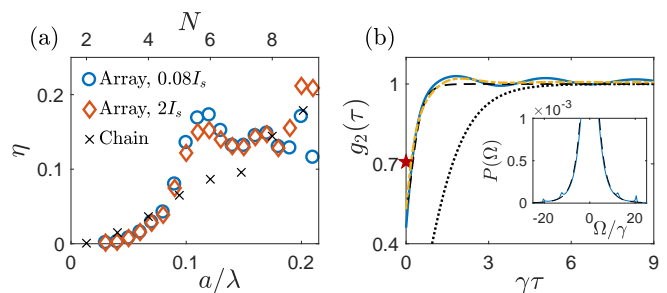 N
2 4 6 8
(a)
Array, 0.08I_s
Array, 2I_s
Chain
η
0.2
0.1
0
0 0.1 0.2
a/λ
(b)
g₂(τ)
1
0.7
0.4
0 3 6 9
γτ
×10⁻³
1
P(Ω)
0
-20 0 20
Ω/γ